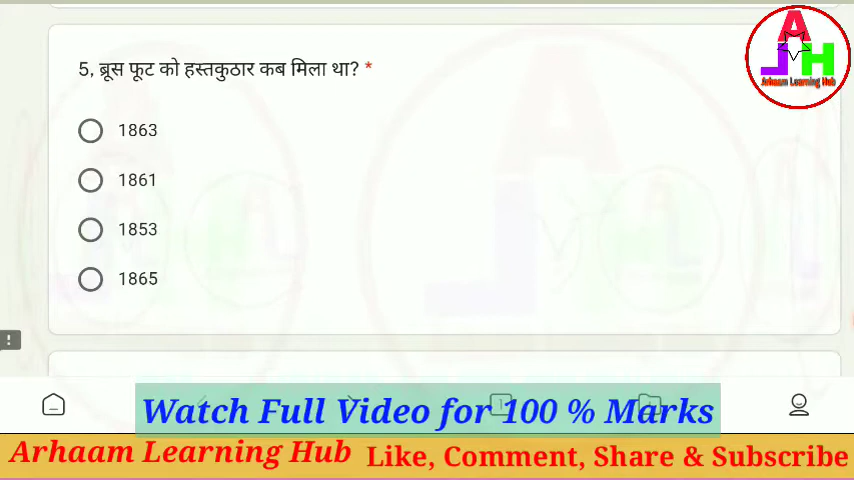 A
J H
Arhaam Learning Hub
5, ब्रूस फूट को हस्तकुठार कब मिला था? *
1863
1861
1853
1865
!
Watch Full Video for 100 % Marks
Arhaam Learning Hub Like, Comment, Share & Subscribe